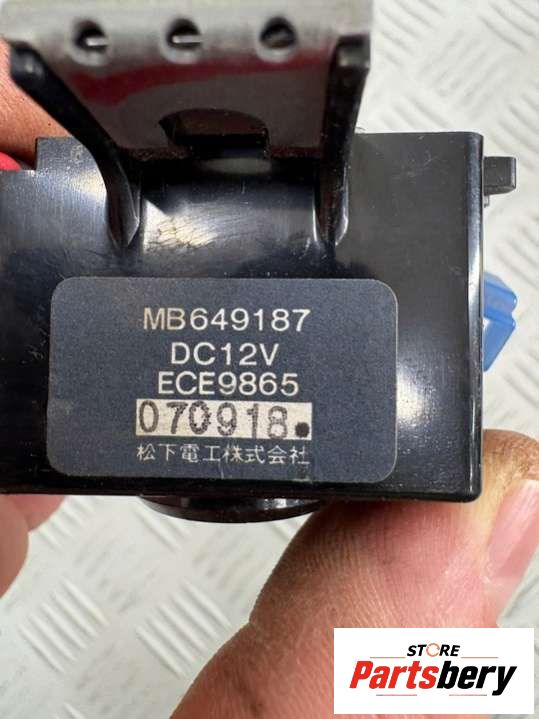 MB649187
DC12V
ECE9865
070918.
松下電工株式会社
STORE
Partsbery